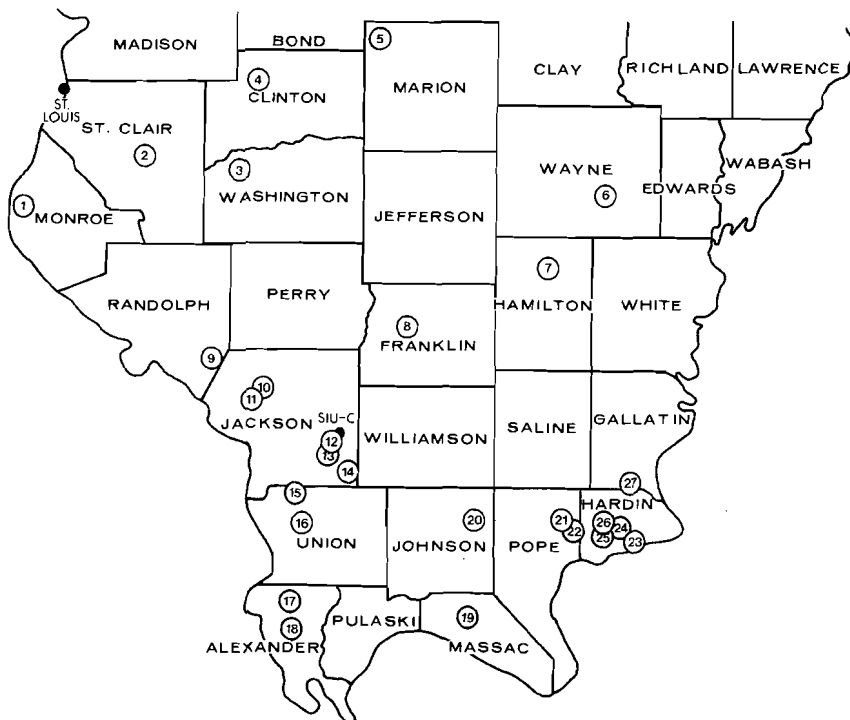 MADISON
BOND
5
4
CLINTON
MARION
CLAY
RICHLAND
LAWRENCE
ST. LOUIS
ST. CLAIR
2
3
WASHINGTON
WAYNE
6
EDWARDS
WABASH
1
MONROE
JEFFERSON
RANDOLPH
PERRY
7
HAMILTON
WHITE
8
FRANKLIN
9
10
11
JACKSON
SIU-C
12
13
14
WILLIAMSON
SALINE
GALLATIN
15
16
UNION
20
JOHNSON
21
22
POPE
27
HARDIN
26
24
25
23
17
18
ALEXANDER
PULASKI
19
MASSAC